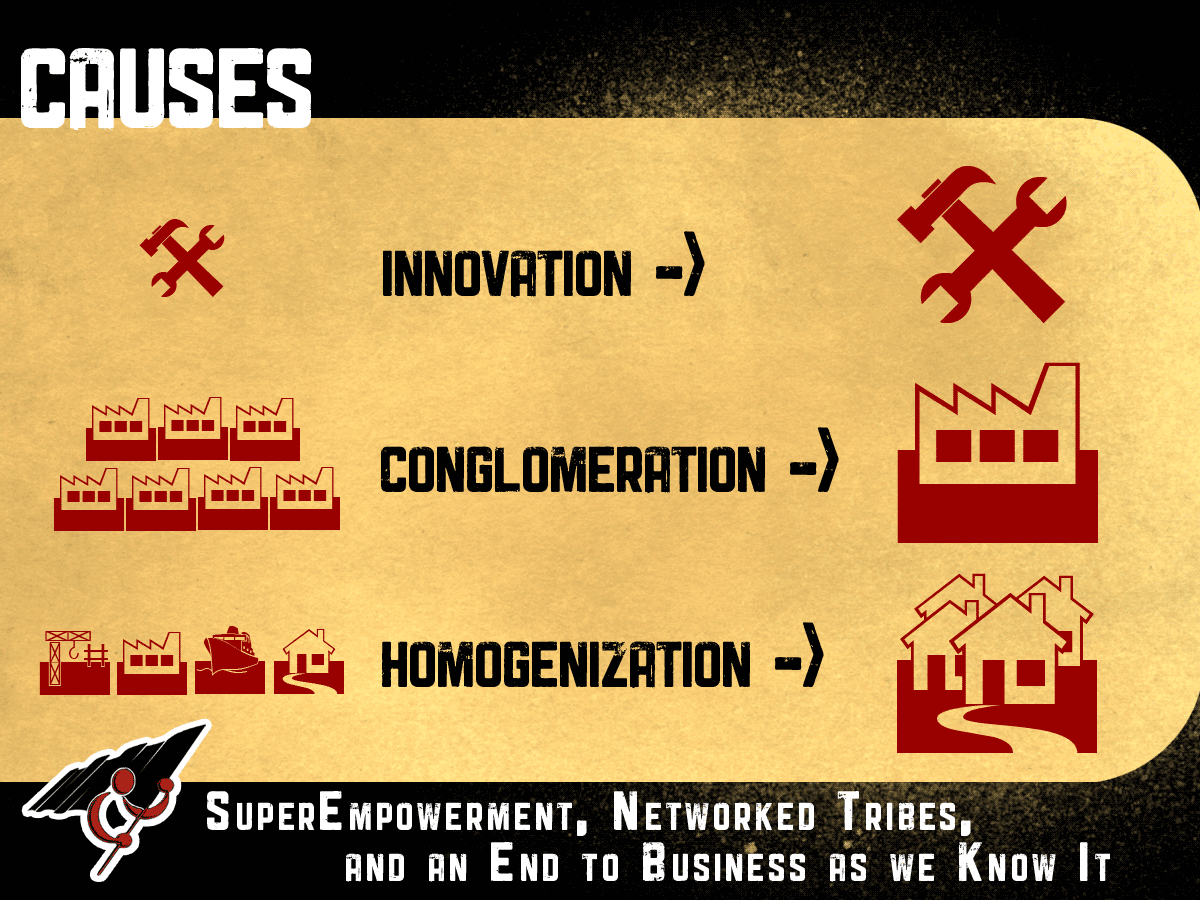 CAUSES
INNOVATION ->
CONGLOMERATION ->
HOMOGENIZATION ->
SuperEmpowerment, Networked Tribes,
and an End to Business as we Know It